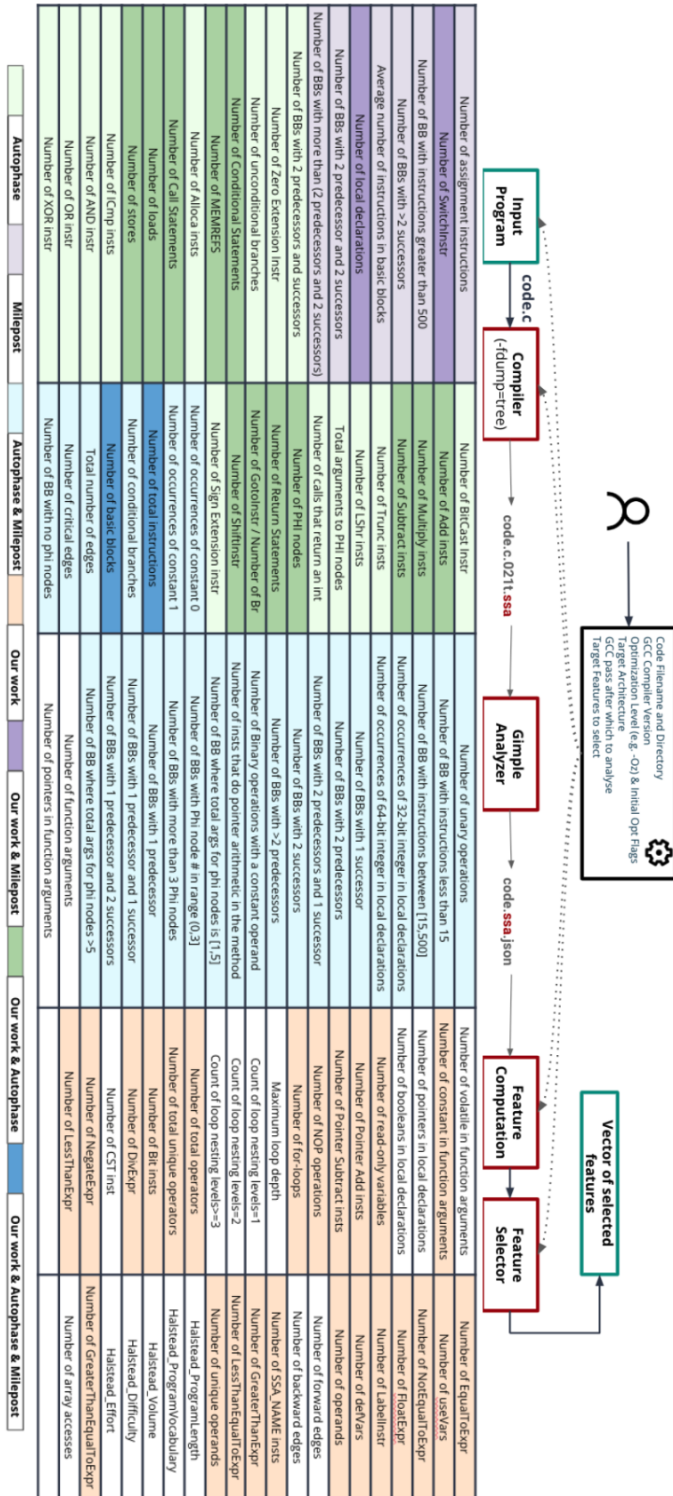 Code Filename and Directory
GCC Compiler Version
Optimization Level (e.g. -Oz) & Initial Opt Flags
Target Architecture
GCC pass after which to analyse
Target Features to select
Vector of selected features
Input Program
code.c
Compiler (-fdump=tree)
code.c.021t.ssa
Gimple Analyzer
code.ssa.json
Feature Computation
Feature Selector
Number of assignment instructions Number of BitCast Instr Number of unary operations Number of volatile in function arguments Number of EqualToExpr
Number of SwitchInstr Number of Add insts Number of BB with instructions less than 15 Number of constant in function arguments Number of useVars
Number of BB with instructions greater than 500 Number of Multiply insts Number of BB with instructions between [15,500] Number of pointers in local declarations Number of NotEqualToExpr
Number of BBs with >2 successors Number of Subtract insts Number of occurrences of 32-bit integer in local declarations Number of booleans in local declarations Number of FloatExpr
Average number of instructions in basic blocks Number of Trunc insts Number of occurrences of 64-bit integer in local declarations Number of read-only variables Number of LabelInstr
Number of local declarations Number of LShr insts Number of BBs with 1 successor Number of Pointer Add insts Number of defVars
Number of BBs with 2 predecessor and 2 successors Total arguments to PHI nodes Number of BBs with 2 predecessors Number of Pointer Subtract insts Number of operands
Number of BBs with more than (2 predecessors and 2 successors) Number of calls that return an int Number of BBs with 2 predecessors and 1 successor Number of NOP operations Number of forward edges
Number of BBs with 2 predecessors and successors Number of PHI nodes Number of BBs with 2 successors Number of for-loops Number of backward edges
Number of Zero Extension Instr Number of Return Statements Number of BBs with >2 predecessors Maximum loop depth Number of SSA_NAME insts
Number of unconditional branches Number of GotoInstr / Number of Br Number of Binary operations with a constant operand Count of loop nesting levels=1 Number of GreaterThanExpr
Number of Conditional Statements Number of ShiftInstr Number of insts that do pointer arithmetic in the method Count of loop nesting levels=2 Number of LessThanEqualToExpr
Number of MEMREFS Number of Sign Extension instr Number of BB where total args for phi nodes is [1,5] Count of loop nesting levels>=3 Number of unique operands
Number of Alloca insts Number of occurrences of constant 0 Number of BBs with Phi node # in range (0,3] Number of total operators Halstead_ProgramLength
Number of Call Statements Number of occurrences of constant 1 Number of BBs with more than 3 Phi nodes Number of total unique operators Halstead_ProgramVocabulary
Number of loads Number of total instructions Number of BBs with 1 predecessor Number of Bit insts Halstead_Volume
Number of stores Number of conditional branches Number of BBs with 1 predecessor and 1 successor Number of DivExpr Halstead_Difficulty
Number of ICmp insts Number of basic blocks Number of BBs with 1 predecessor and 2 successors Number of CST inst Halstead_Effort
Number of AND instr Total number of edges Number of BB where total args for phi nodes >5 Number of NegateExpr Number of GreaterThanEqualToExpr
Number of OR instr Number of critical edges Number of function arguments Number of LessThanExpr Number of array accesses
Number of XOR instr Number of BB with no phi nodes Number of pointers in function arguments
Autophase Milepost Autophase & Milepost Our work Our work & Milepost Our work & Autophase Our work & Autophase & Milepost